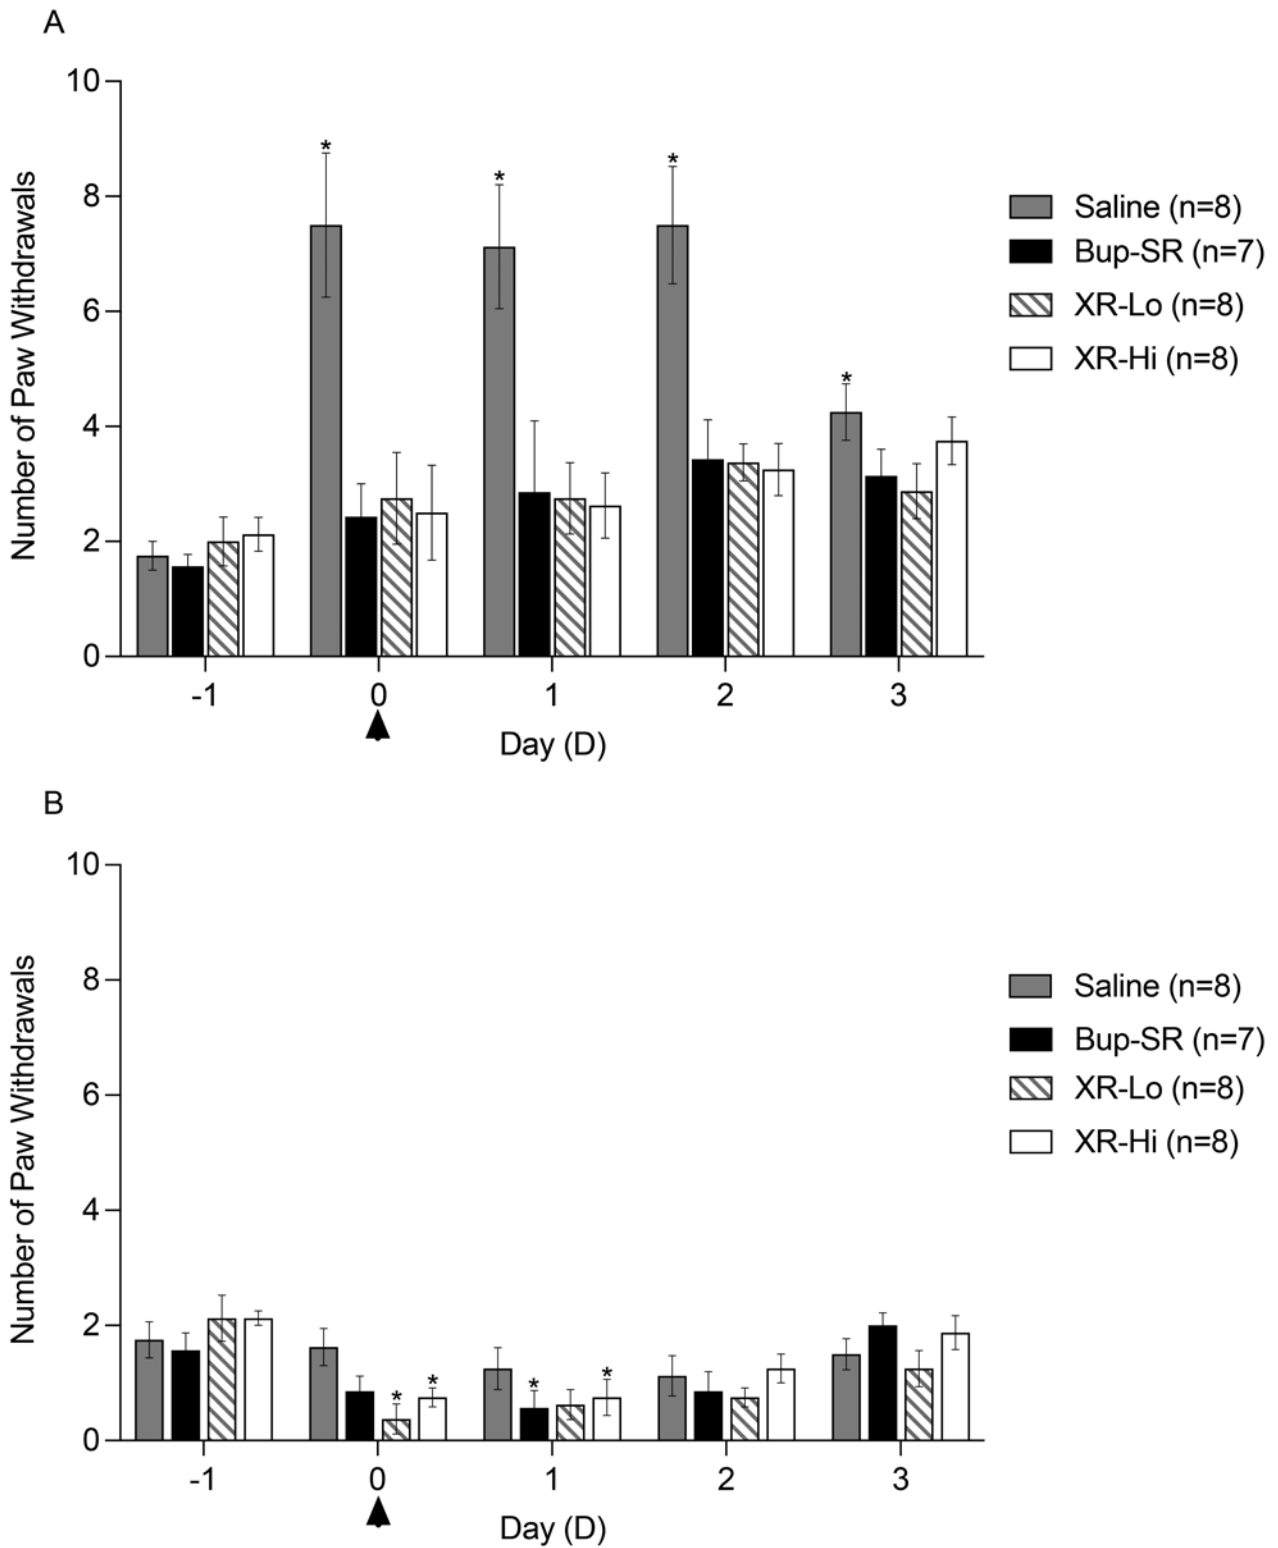 A
Number of Paw Withdrawals
10
8
6
4
2
0
* * * *
-1 0 1 2 3
Day (D)
Saline (n=8)
Bup-SR (n=7)
XR-Lo (n=8)
XR-Hi (n=8)
B
Number of Paw Withdrawals
10
8
6
4
2
0
* * * *
-1 0 1 2 3
Day (D)
Saline (n=8)
Bup-SR (n=7)
XR-Lo (n=8)
XR-Hi (n=8)